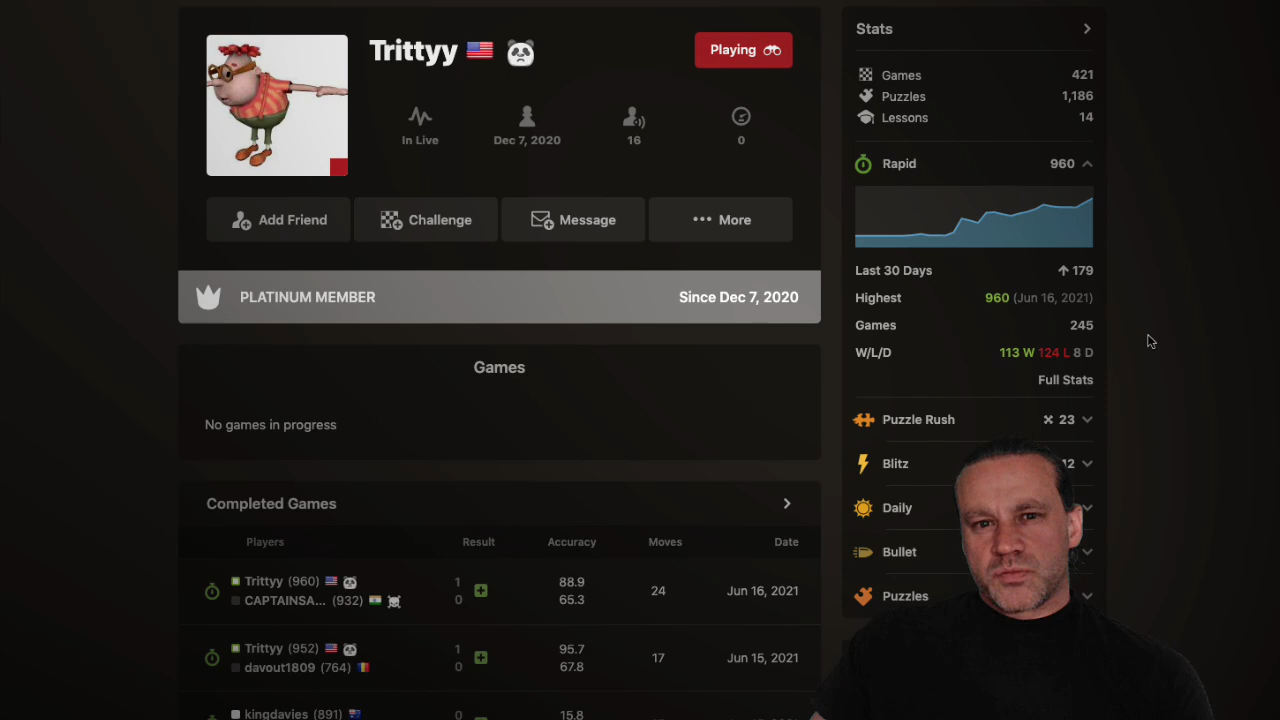 Trittyy
Playing
In Live
Dec 7, 2020
16
0
Add Friend
Challenge
Message
More
PLATINUM MEMBER
Since Dec 7, 2020
Games
No games in progress
Completed Games
Players Result Accuracy Moves Date
Trittyy (960) 1 88.9
CAPTAINSA... (932) 0 65.3
24 Jun 16, 2021
Trittyy (952) 1 95.7
davout1809 (764) 0 67.8
17 Jun 15, 2021
kingdavies (891) 0 15.8
Stats
Games 421
Puzzles 1,186
Lessons 14
Rapid 960
Last 30 Days 179
Highest 960 (Jun 16, 2021)
Games 245
W/L/D 113 W 124 L 8 D
Full Stats
Puzzle Rush 23
Blitz
Daily
Bullet
Puzzles